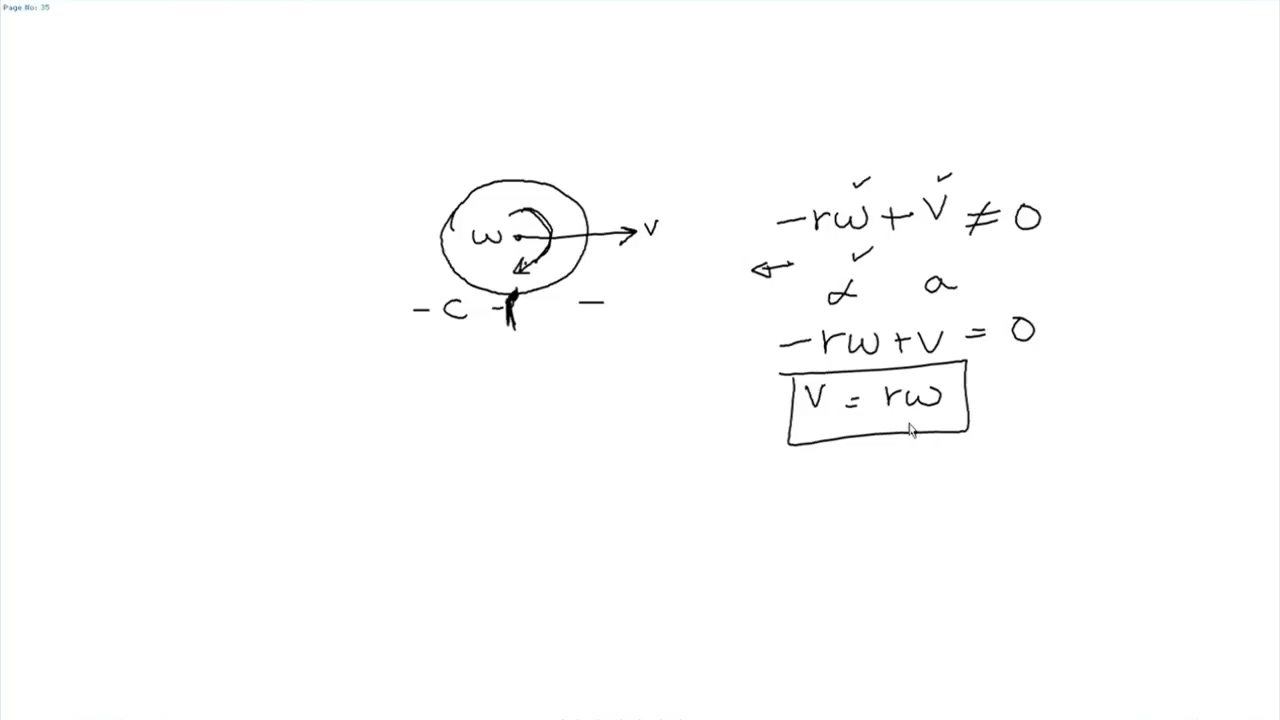 Page No: 35
-rω + v ≠ 0
ω v
α a
- C -
-rω + v = 0
v = rω